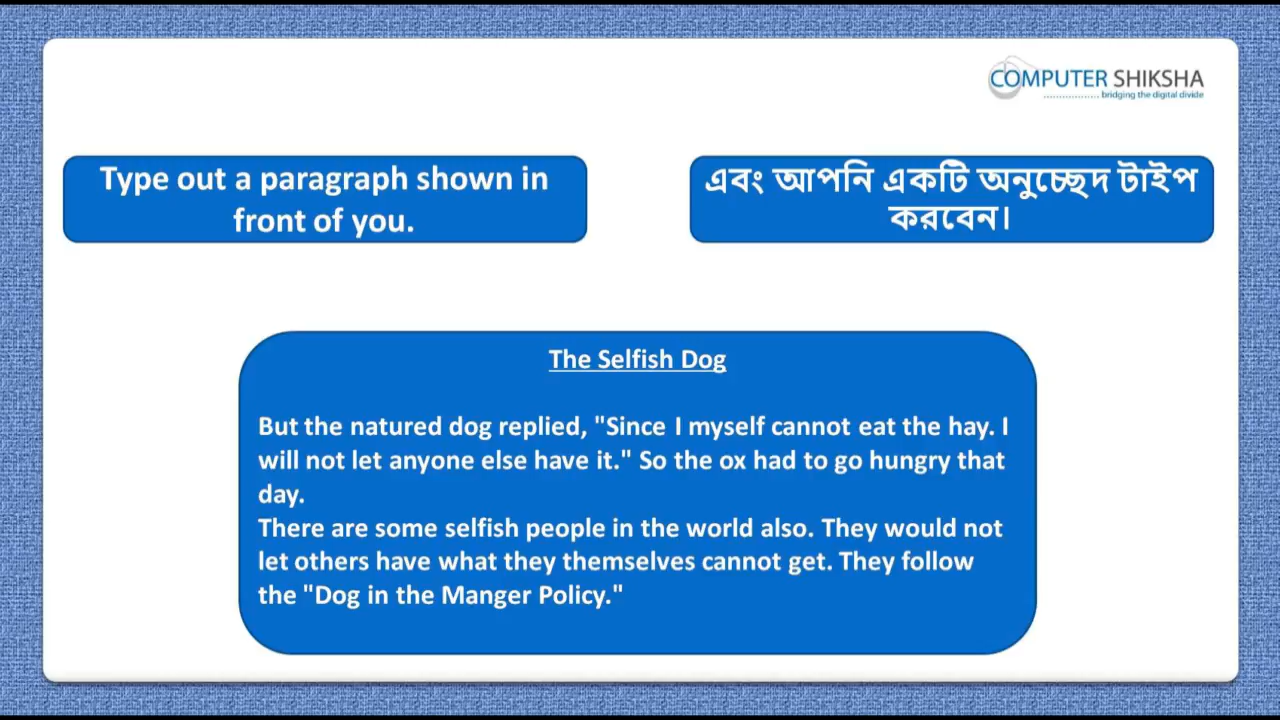 COMPUTER SHIKSHA
bridging the digital divide
Type out a paragraph shown in
front of you.
এবং আপনি একটি অনুচ্ছেদ টাইপ
করবেন।
The Selfish Dog
But the natured dog replied, "Since I myself cannot eat the hay. I
will not let anyone else have it." So the ox had to go hungry that
day.
There are some selfish people in the world also. They would not
let others have what they themselves cannot get. They follow
the "Dog in the Manger Policy."